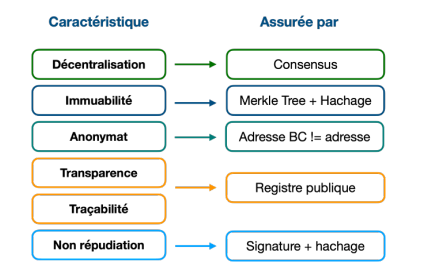 Caractéristique Assurée par
Décentralisation Consensus
Immuabilité Merkle Tree + Hachage
Anonymat Adresse BC != adresse
Transparence
Registre publique
Traçabilité
Non répudiation Signature + hachage